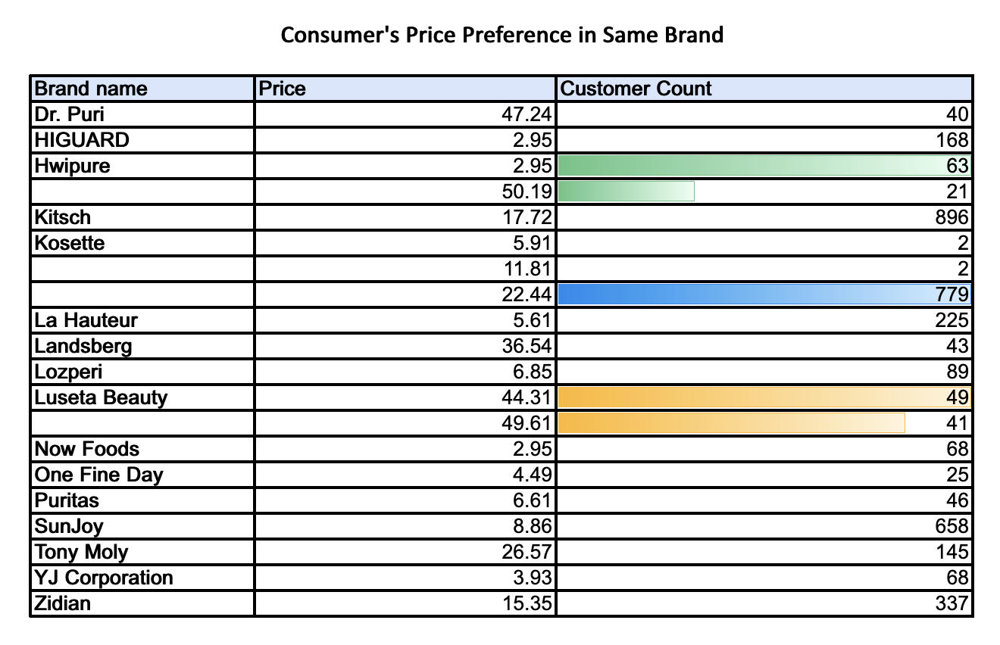 Consumer's Price Preference in Same Brand
Brand name Price Customer Count
Dr. Puri 47.24 40
HIGUARD 2.95 168
Hwipure 2.95 63
50.19 21
Kitsch 17.72 896
Kosette 5.91 2
11.81 2
22.44 779
La Hauteur 5.61 225
Landsberg 36.54 43
Lozperi 6.85 89
Luseta Beauty 44.31 49
49.61 41
Now Foods 2.95 68
One Fine Day 4.49 25
Puritas 6.61 46
SunJoy 8.86 658
Tony Moly 26.57 145
YJ Corporation 3.93 68
Zidian 15.35 337